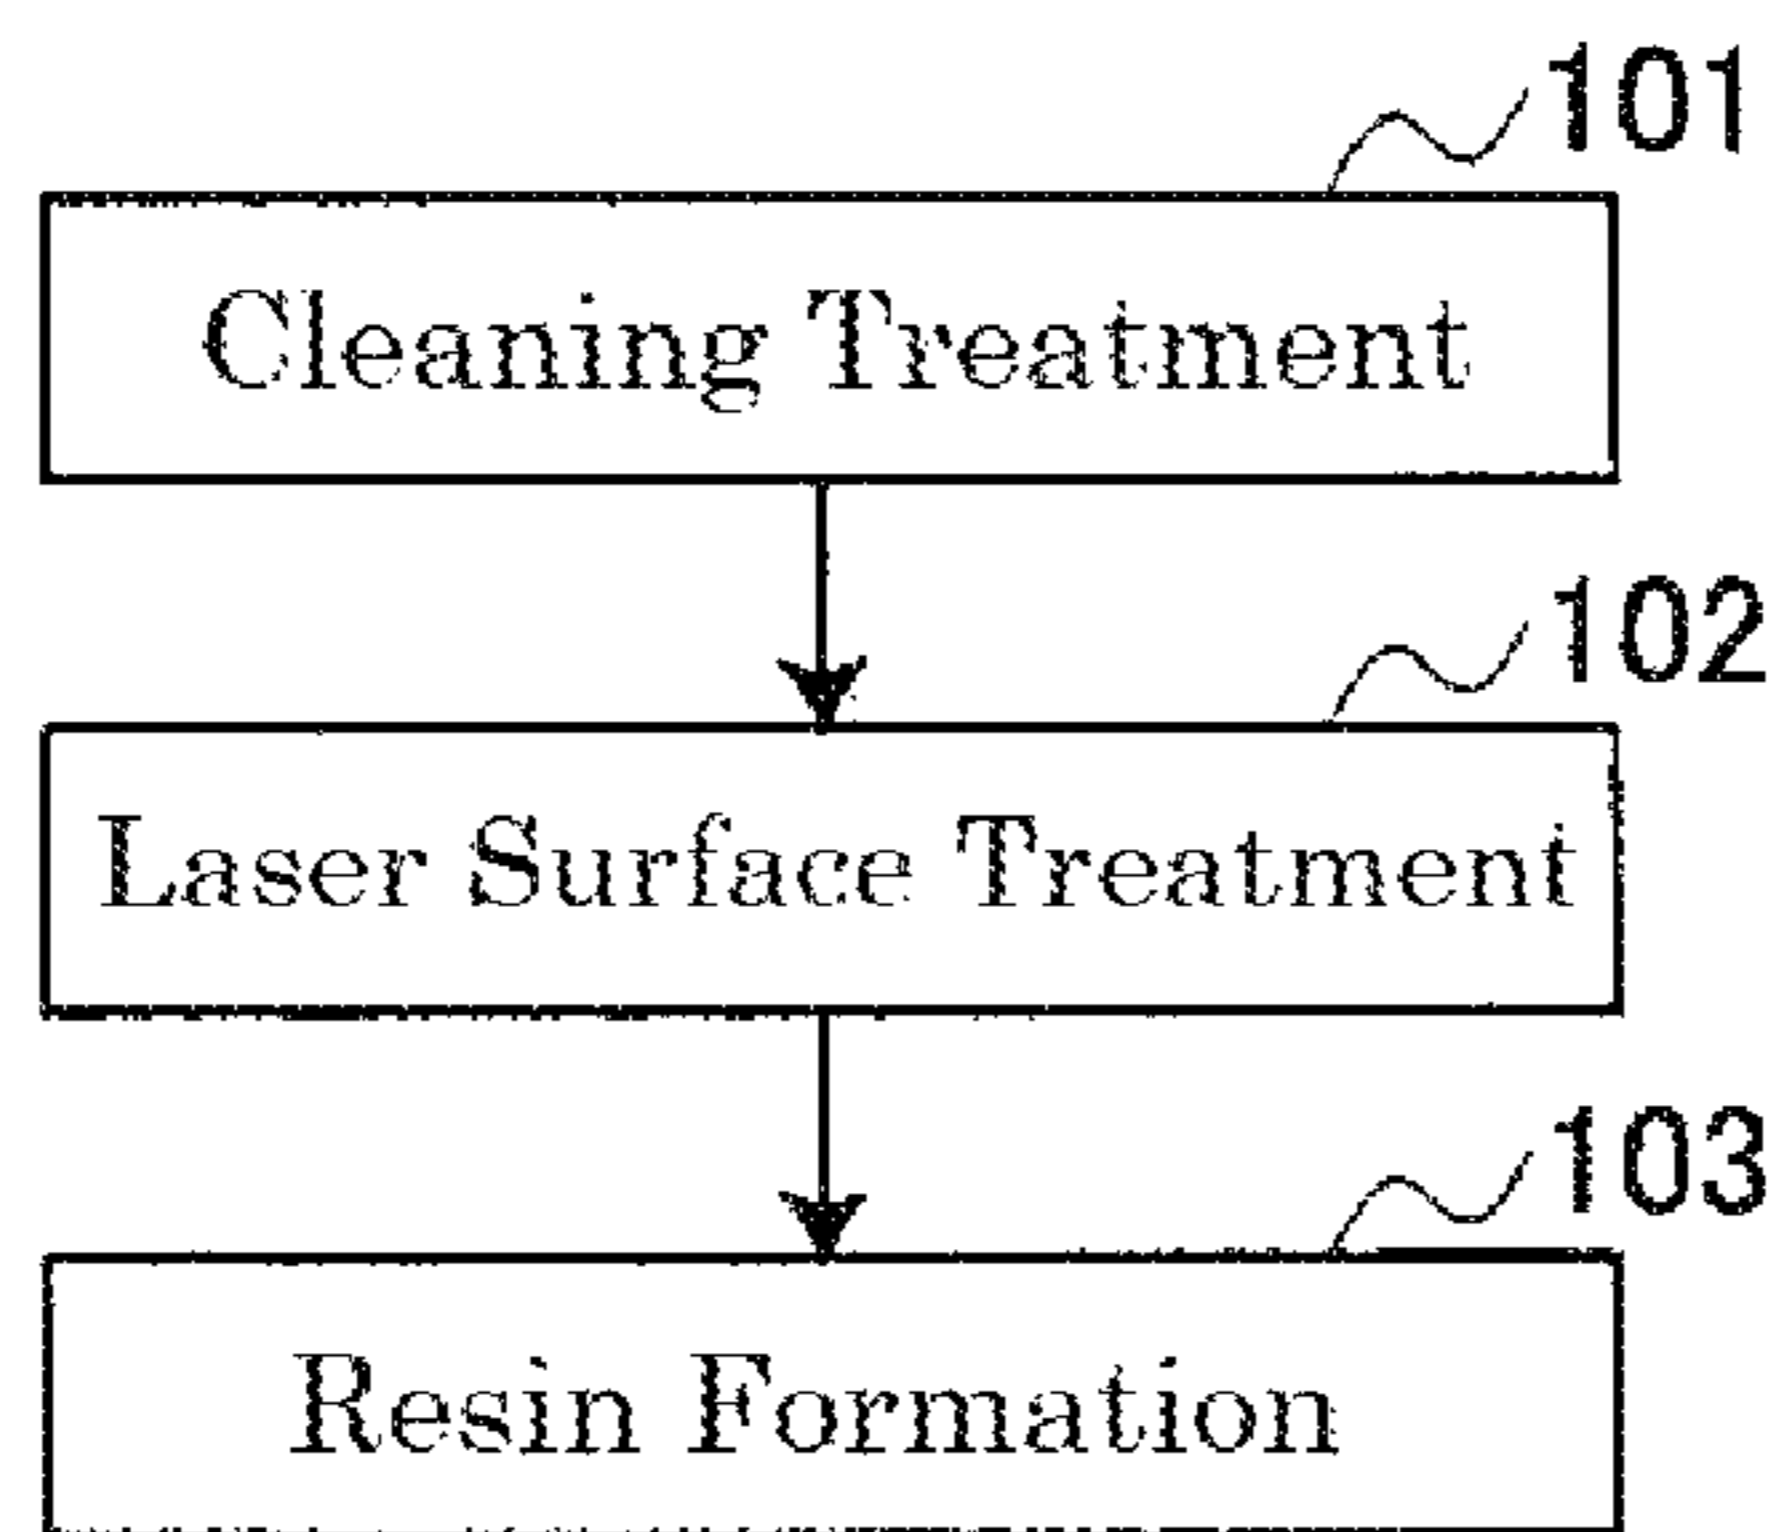 101
Cleaning Treatment
102
Laser Surface Treatment
103
Resin Formation